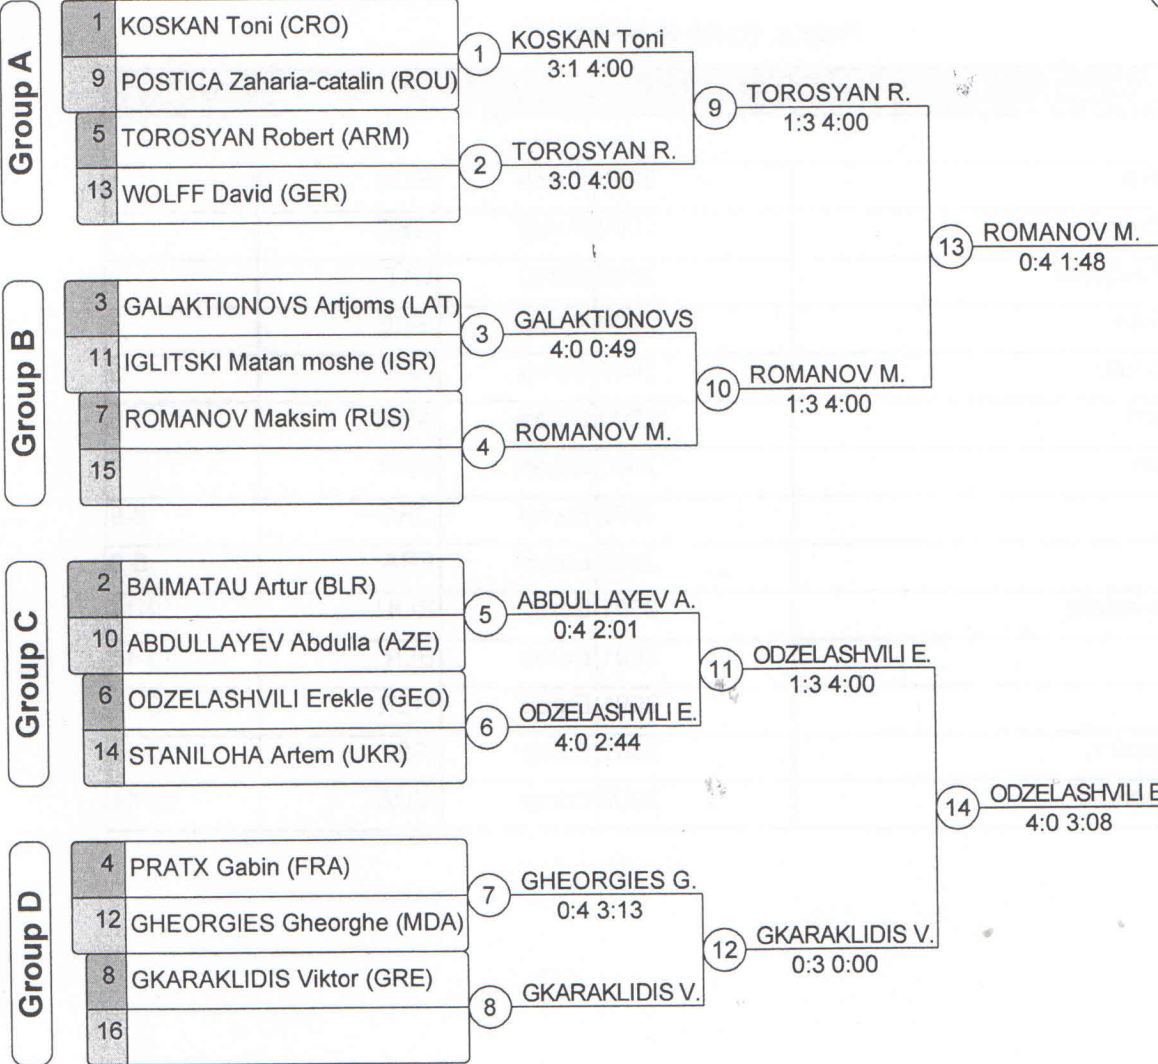 Group A
1 KOSKAN Toni (CRO)
9 POSTICA Zaharia-catalin (ROU)
5 TOROSYAN Robert (ARM)
13 WOLFF David (GER)
1 KOSKAN Toni
3:1 4:00
2 TOROSYAN R.
3:0 4:00
9 TOROSYAN R.
1:3 4:00
Group B
3 GALAKTIONOVS Artjoms (LAT)
11 IGLITSKI Matan moshe (ISR)
7 ROMANOV Maksim (RUS)
15
3 GALAKTIONOVS
4:0 0:49
4 ROMANOV M.
10 ROMANOV M.
1:3 4:00
13 ROMANOV M.
0:4 1:48
Group C
2 BAIMATAU Artur (BLR)
10 ABDULLAYEV Abdulla (AZE)
6 ODZELASHVILI Erekle (GEO)
14 STANILOHA Artem (UKR)
5 ABDULLAYEV A.
0:4 2:01
6 ODZELASHVILI E.
4:0 2:44
11 ODZELASHVILI E.
1:3 4:00
Group D
4 PRATX Gabin (FRA)
12 GHEORGIES Gheorghe (MDA)
8 GKARAKLIDIS Viktor (GRE)
16
7 GHEORGIES G.
0:4 3:13
8 GKARAKLIDIS V.
12 GKARAKLIDIS V.
0:3 0:00
14 ODZELASHVILI E
4:0 3:08